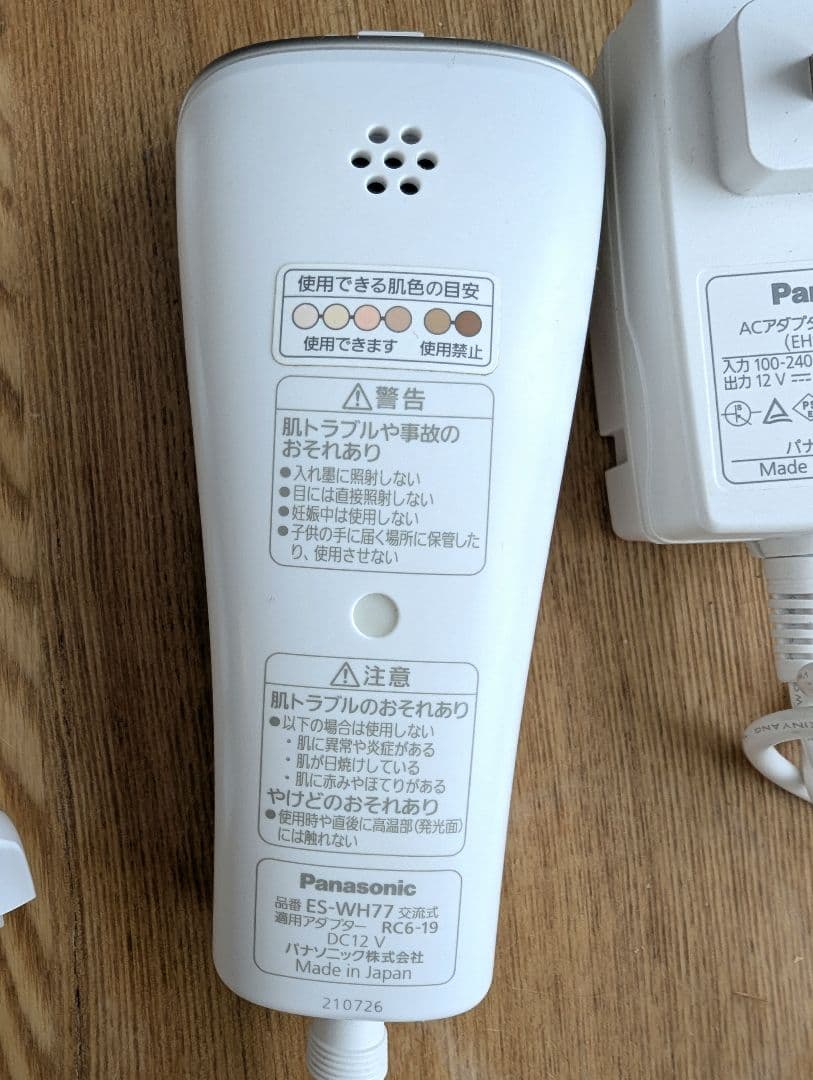 使用できる肌色の目安
使用できます 使用禁止
警告
肌トラブルや事故の
おそれあり
●入れ墨に照射しない
●目には直接照射しない
●妊娠中は使用しない
●子供の手に届く場所に保管した
り、使用させない
注意
肌トラブルのおそれあり
●以下の場合は使用しない
・肌に異常や炎症がある
・肌が日焼けしている
・肌に赤みやほてりがある
やけどのおそれあり
●使用時や直後に高温部(発光面)
には触れない
Panasonic
品番 ES-WH77 交流式
適用アダプター RC6-19
DC12 V
パナソニック株式会社
Made in Japan
210726
Pa
ACアダプタ
(EH
入力 100-240
出力 12 V
パナ
Made
INYANG